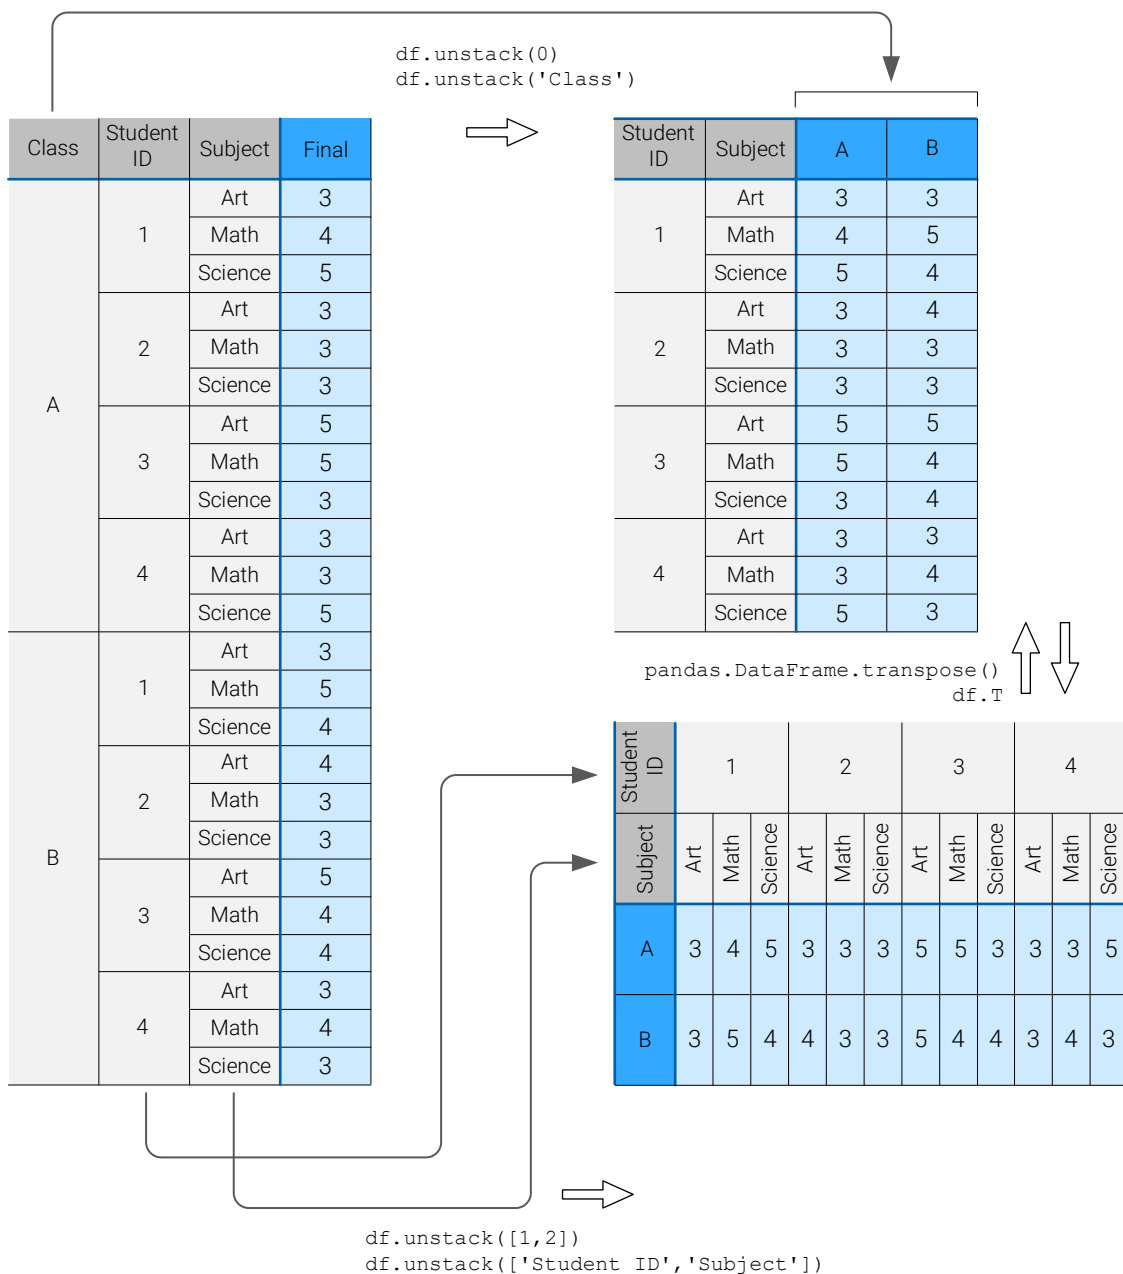 df.unstack(0)
df.unstack('Class')
Class Student ID Subject Final
A 1 Art 3
Math 4
Science 5
2 Art 3
Math 3
Science 3
3 Art 5
Math 5
Science 3
4 Art 3
Math 3
Science 5
B 1 Art 3
Math 5
Science 4
2 Art 4
Math 3
Science 3
3 Art 5
Math 4
Science 4
4 Art 3
Math 4
Science 3
Student ID Subject A B
1 Art 3 3
Math 4 5
Science 5 4
2 Art 3 4
Math 3 3
Science 3 3
3 Art 5 5
Math 5 4
Science 3 4
4 Art 3 3
Math 3 4
Science 5 3
pandas.DataFrame.transpose()
df.T
Student ID 1 2 3 4
Subject Art Math Science Art Math Science Art Math Science Art Math Science
A 3 4 5 3 3 3 5 5 3 3 3 5
B 3 5 4 4 3 3 5 4 4 3 4 3
df.unstack([1,2])
df.unstack(['Student ID','Subject'])